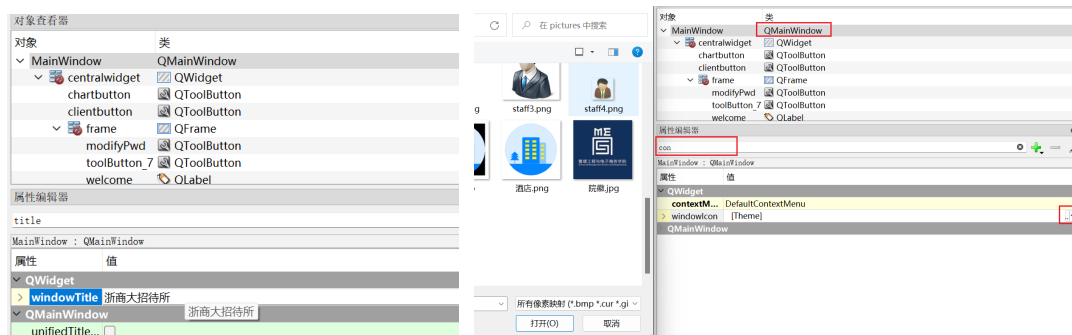 对象查看器
对象 类
MainWindow QMainWindow
centralwidget QWidget
chartbutton QToolButton
clientbutton QToolButton
frame QFrame
modifyPwd QToolButton
toolButton_7 QToolButton
welcome QLabel
属性编辑器
title
MainWindow : QMainWindow
属性 值
QWidget
windowTitle 浙商大招待所
浙商大招待所
QMainWindow
unifiedTitle...
在 pictures 中搜索
g staff3.png staff4.png
酒店.png 院徽.jpg
所有像素映射 (*.bmp *.cur *.gi
打开(O) 取消
对象 类
MainWindow QMainWindow
centralwidget QWidget
chartbutton QToolButton
clientbutton QToolButton
frame QFrame
modifyPwd QToolButton
toolButton_7 QToolButton
welcome QLabel
属性编辑器
con
MainWindow : QMainWindow
属性 值
QWidget
contextM... DefaultContextMenu
windowIcon [Theme]
QMainWindow